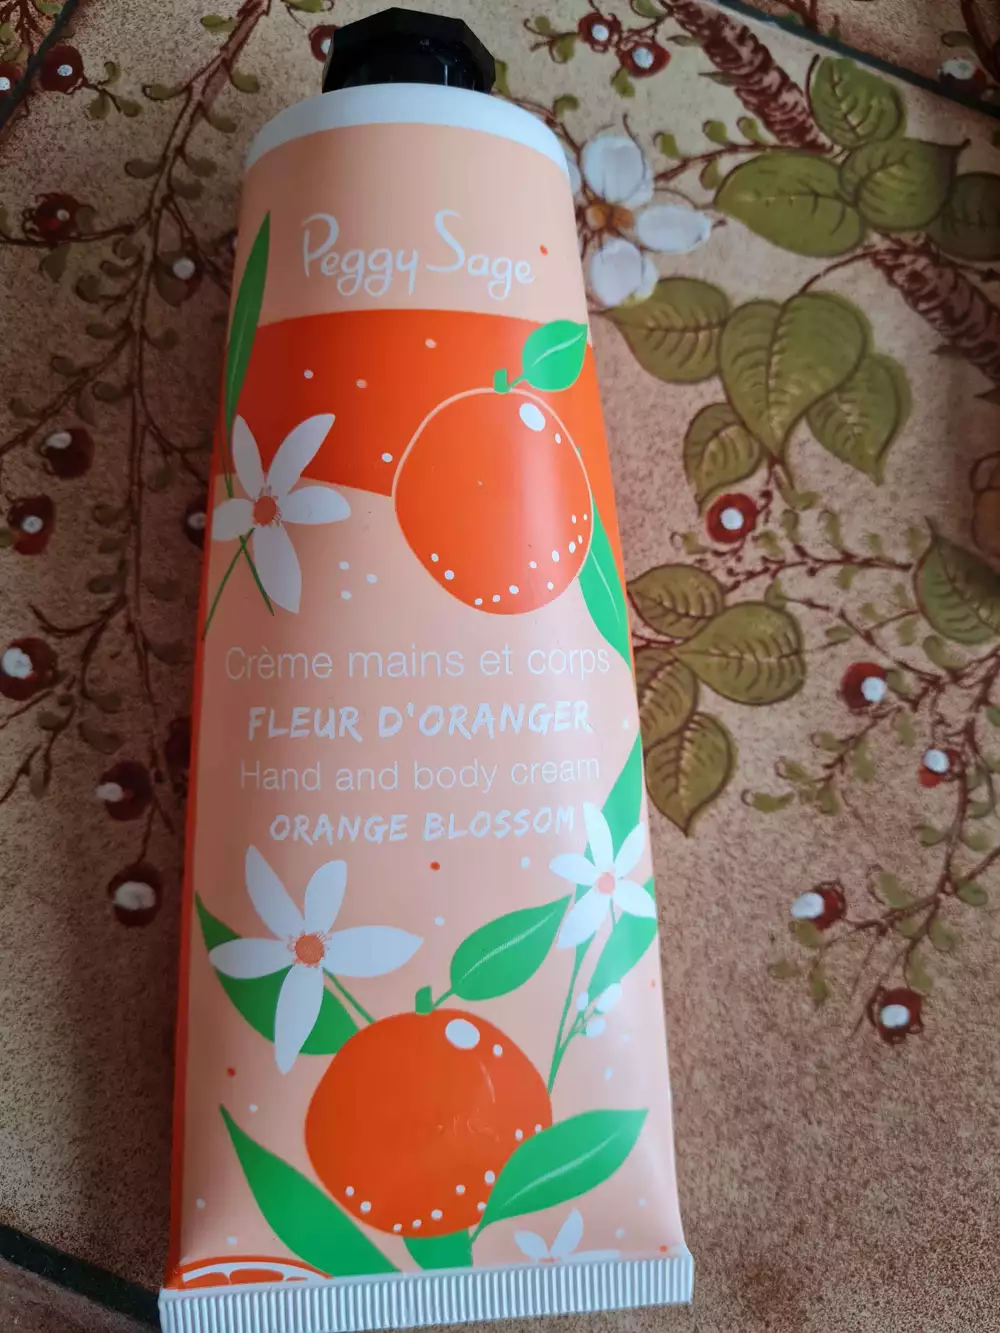 Peggy Sage
Crème mains et corps
FLEUR D'ORANGER
Hand and body cream
ORANGE BLOSSOM